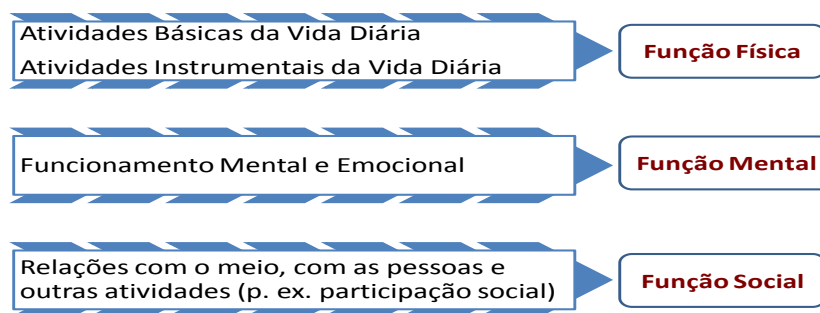 Atividades Básicas da Vida Diária
Atividades Instrumentais da Vida Diária
Função Física
Funcionamento Mental e Emocional
Função Mental
Relações com o meio, com as pessoas e
outras atividades (p. ex. participação social)
Função Social